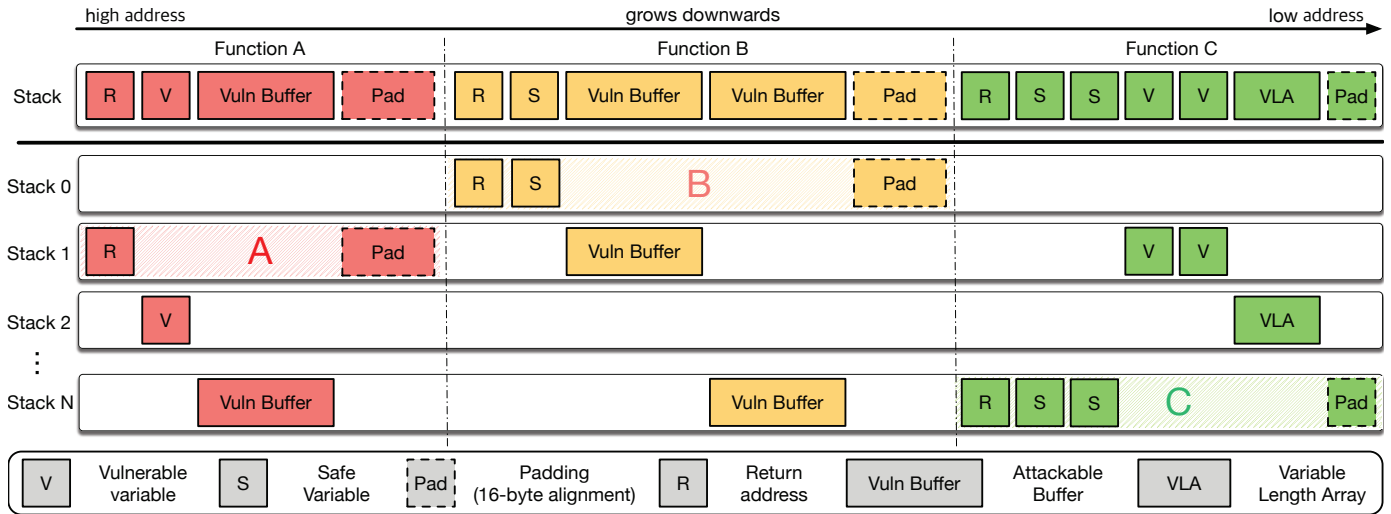 high address grows downwards low address
Function A Function B Function C
Stack R V Vuln Buffer Pad R S Vuln Buffer Vuln Buffer Pad R S S V V VLA Pad
Stack 0 R S B Pad
Stack 1 R A Pad Vuln Buffer V V
Stack 2 V VLA
⋮
Stack N Vuln Buffer Vuln Buffer R S S C Pad
V Vulnerable variable S Safe Variable Pad Padding (16-byte alignment) R Return address Vuln Buffer Attackable Buffer VLA Variable Length Array